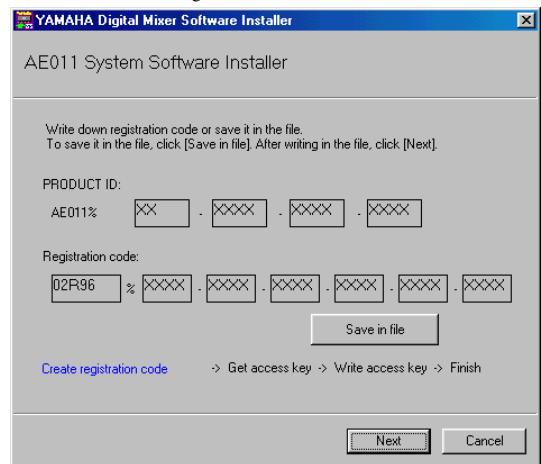 YAMAHA Digital Mixer Software Installer
AE011 System Software Installer
Write down registration code or save it in the file.
To save it in the file, click [Save in file]. After writing in the file, click [Next].
PRODUCT ID:
AE011% XX - XXXX - XXXX - XXXX
Registration code:
02R96 % XXXX - XXXX - XXXX - XXXX - XXXX - XXXX
Save in file
Create registration code -> Get access key -> Write access key -> Finish
Next Cancel